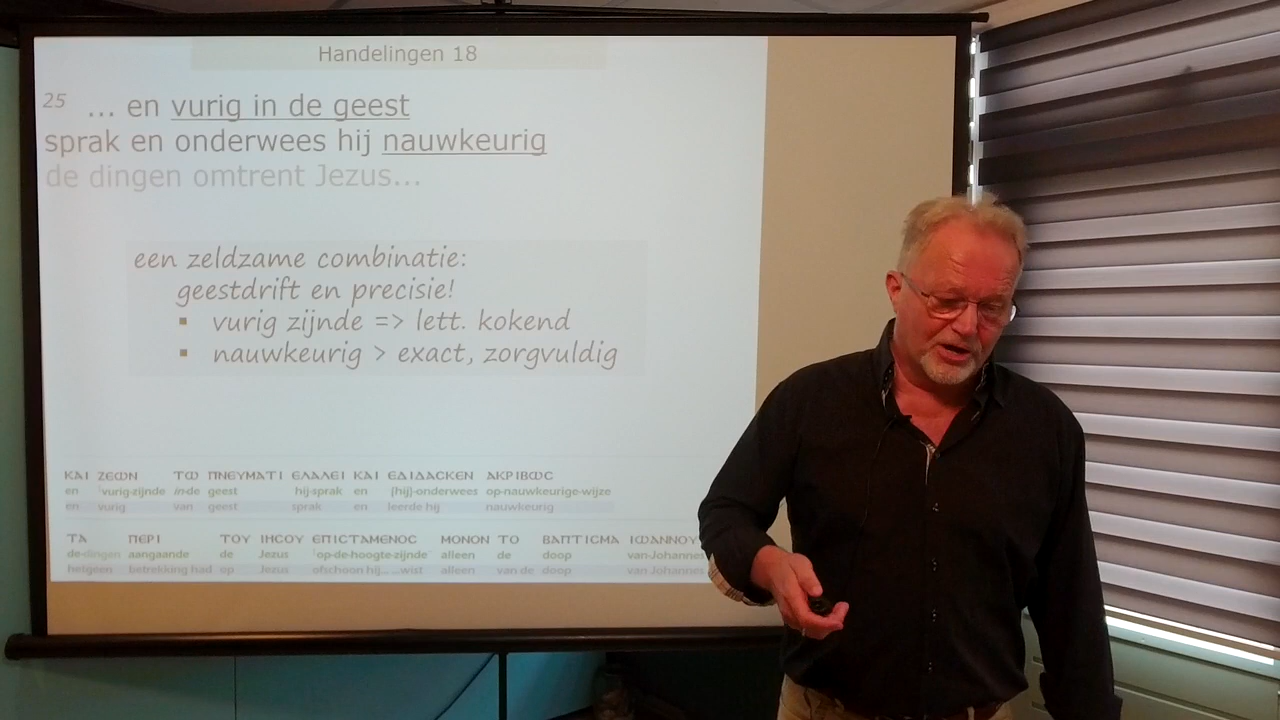 Handelingen 18
25 ... en vurig in de geest
sprak en onderwees hij nauwkeurig
de dingen omtrent Jezus...
een zeldzame combinatie:
geestdrift en precisie!
▪ vurig zijnde => lett. kokend
▪ nauwkeurig > exact, zorgvuldig
ΚΑΙ ΖΕΩΝ ΤΩ ΠΝΕΥΜΑΤΙ ΕΛΑΛΕΙ ΚΑΙ ΕΔΙΔΑϹΚΕΝ ΑΚΡΙΒΩϹ
en vurig-zijnde in-de geest hij-sprak en [hij]-onderwees op-nauwkeurige-wijze
en vurig van geest sprak en leerde hij nauwkeurig
ΤΑ ΠΕΡΙ ΤΟΥ ΙΗϹΟΥ ΕΠΙϹΤΑΜΕΝΟϹ ΜΟΝΟΝ ΤΟ ΒΑΠΤΙϹΜΑ ΙΩΑΝΝΟΥ
de-dingen aangaande de Jezus op-de-hoogte-zijnde alleen de doop van-Johannes
hetgeen betrekking had op Jezus ofschoon hij... ...wist alleen van de doop van Johannes